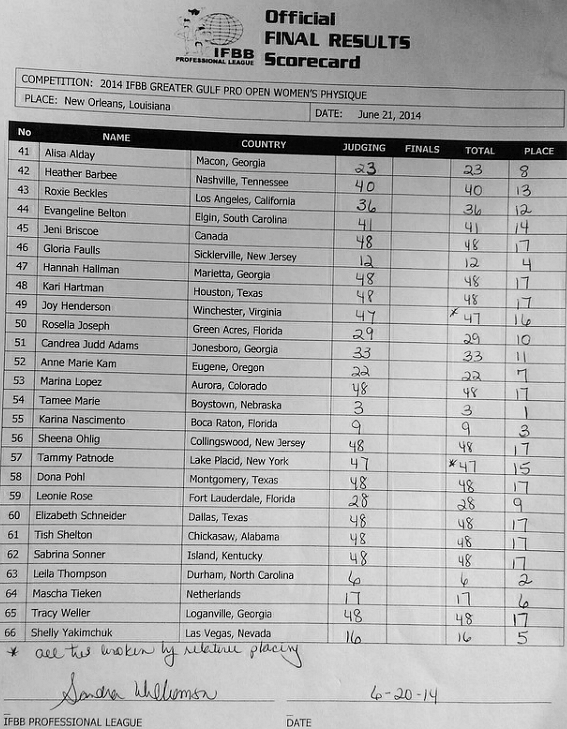 IFBB
PROFESSIONAL LEAGUE
Official
FINAL RESULTS
Scorecard
COMPETITION: 2014 IFBB GREATER GULF PRO OPEN WOMEN'S PHYSIQUE
PLACE: New Orleans, Louisiana DATE: June 21, 2014
No NAME COUNTRY JUDGING FINALS TOTAL PLACE
41 Alisa Alday Macon, Georgia 23 23 8
42 Heather Barbee Nashville, Tennessee 40 40 13
43 Roxie Beckles Los Angeles, California 36 36 12
44 Evangeline Belton Elgin, South Carolina 41 41 14
45 Jeni Briscoe Canada 48 48 17
46 Gloria Faulls Sicklerville, New Jersey 12 12 4
47 Hannah Hallman Marietta, Georgia 48 48 17
48 Kari Hartman Houston, Texas 48 48 17
49 Joy Henderson Winchester, Virginia 47 * 47 16
50 Rosella Joseph Green Acres, Florida 29 29 10
51 Candrea Judd Adams Jonesboro, Georgia 33 33 11
52 Anne Marie Kam Eugene, Oregon 22 22 7
53 Marina Lopez Aurora, Colorado 48 48 17
54 Tamee Marie Boystown, Nebraska 3 3 1
55 Karina Nascimento Boca Raton, Florida 9 9 3
56 Sheena Ohlig Collingswood, New Jersey 48 48 17
57 Tammy Patnode Lake Placid, New York 47 * 47 15
58 Dona Pohl Montgomery, Texas 48 48 17
59 Leonie Rose Fort Lauderdale, Florida 28 28 9
60 Elizabeth Schneider Dallas, Texas 48 48 17
61 Tish Shelton Chickasaw, Alabama 48 48 17
62 Sabrina Sonner Island, Kentucky 48 48 17
63 Leila Thompson Durham, North Carolina 6 6 2
64 Mascha Tieken Netherlands 17 17 6
65 Tracy Weller Loganville, Georgia 48 48 17
66 Shelly Yakimchuk Las Vegas, Nevada 16 16 5
* all ties broken by relative placing
Sandra Williamson 6-20-14
IFBB PROFESSIONAL LEAGUE DATE